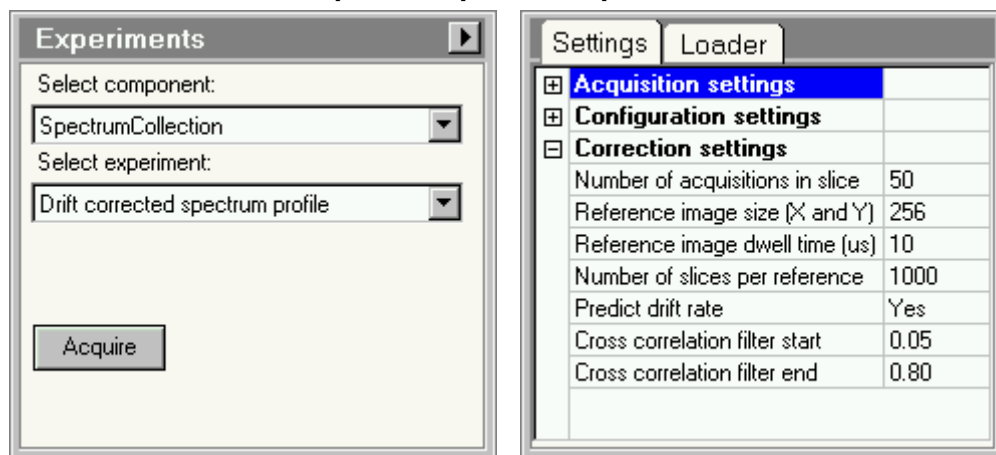 Experiments
Select component:
SpectrumCollection
Select experiment:
Drift corrected spectrum profile
Acquire
Settings Loader
Acquisition settings
Configuration settings
Correction settings
Number of acquisitions in slice 50
Reference image size (X and Y) 256
Reference image dwell time (us) 10
Number of slices per reference 1000
Predict drift rate Yes
Cross correlation filter start 0.05
Cross correlation filter end 0.80